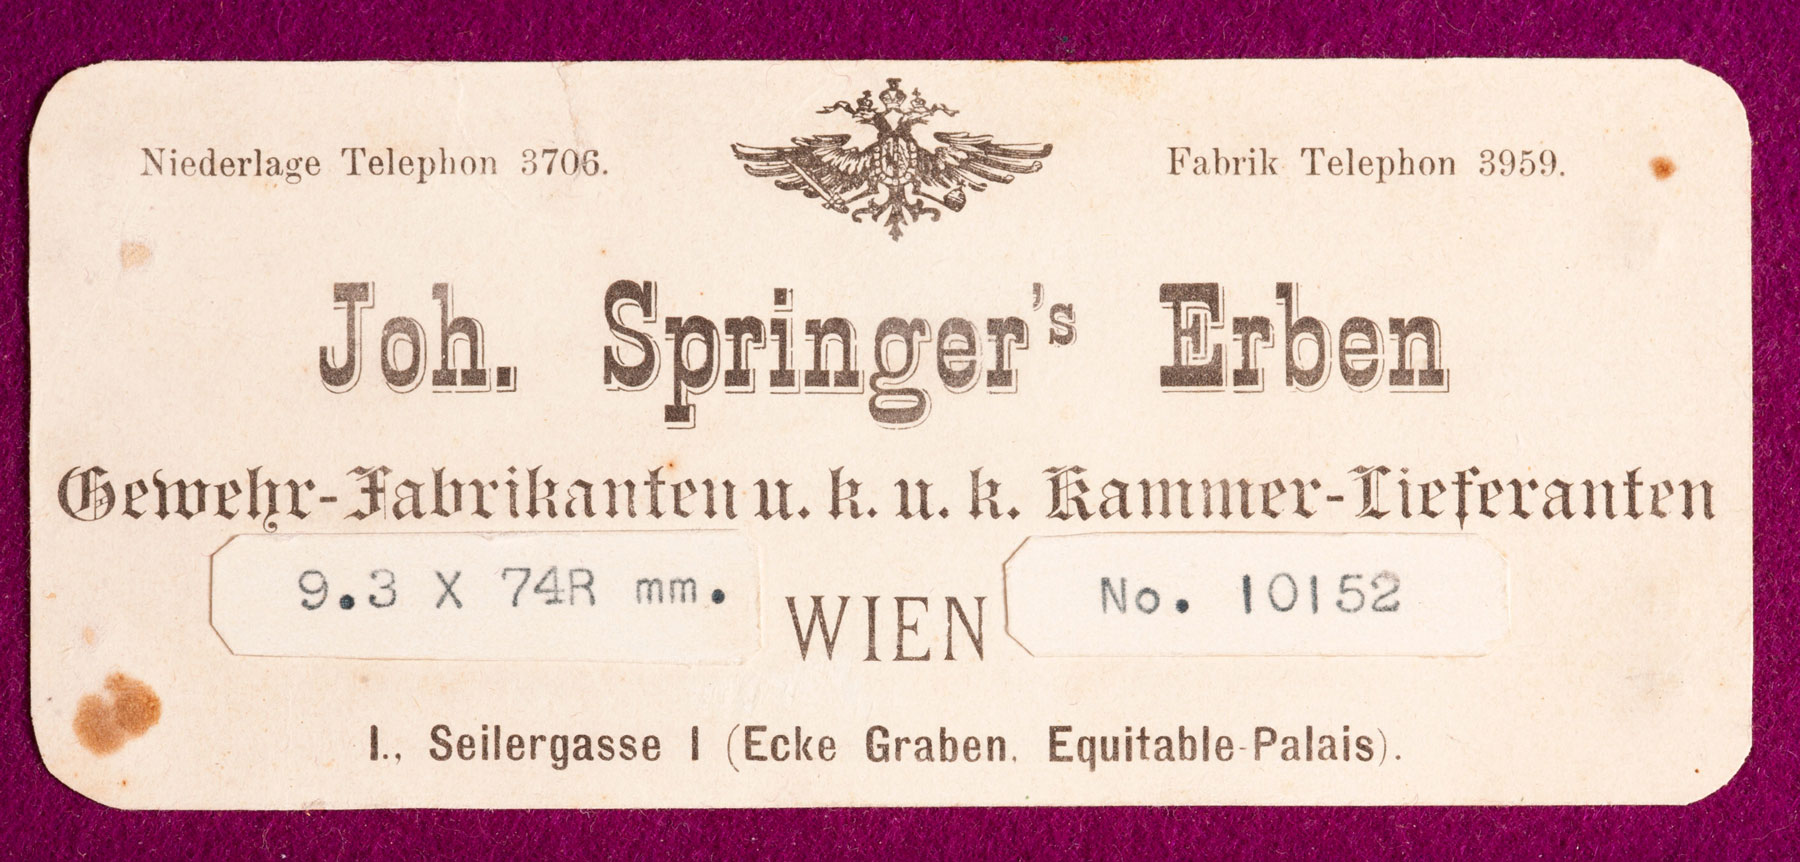 Niederlage Telephon 3706.
Fabrik Telephon 3959.
Joh. Springer's Erben
Gewehr-Fabrikanten u. k. u. k. Kammer-Lieferanten
9.3 X 74R mm.
WIEN
No. 10152
I., Seilergasse 1 (Ecke Graben, Equitable-Palais).